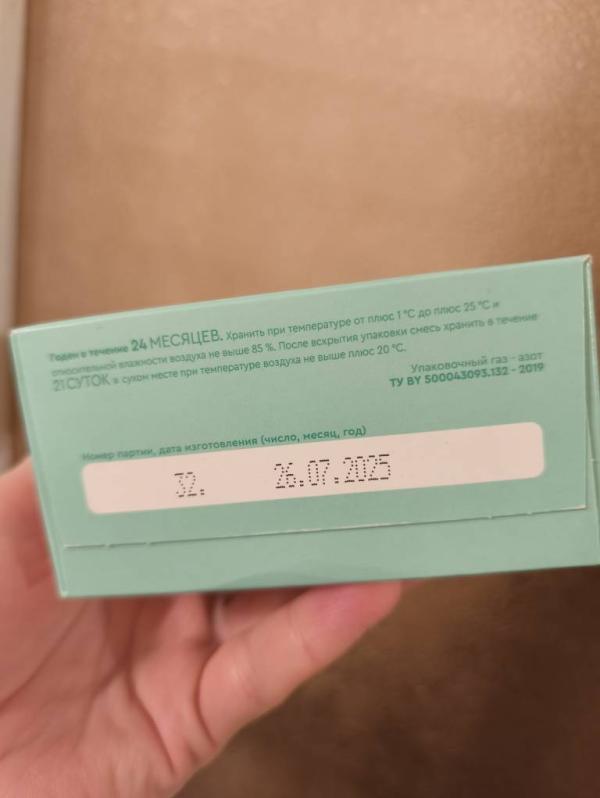 Годен в течение 24 МЕСЯЦЕВ. Хранить при температуре от плюс 1 °С до плюс 25 °С и
относительной влажности воздуха не выше 85 %. После вскрытия упаковки смесь хранить в течение
21 СУТОК в сухом месте при температуре воздуха не выше плюс 20 °С.
Упаковочный газ - азот
ТУ BY 500043093.132 - 2019
Номер партии, дата изготовления (число, месяц, год)
32. 26.07.2025